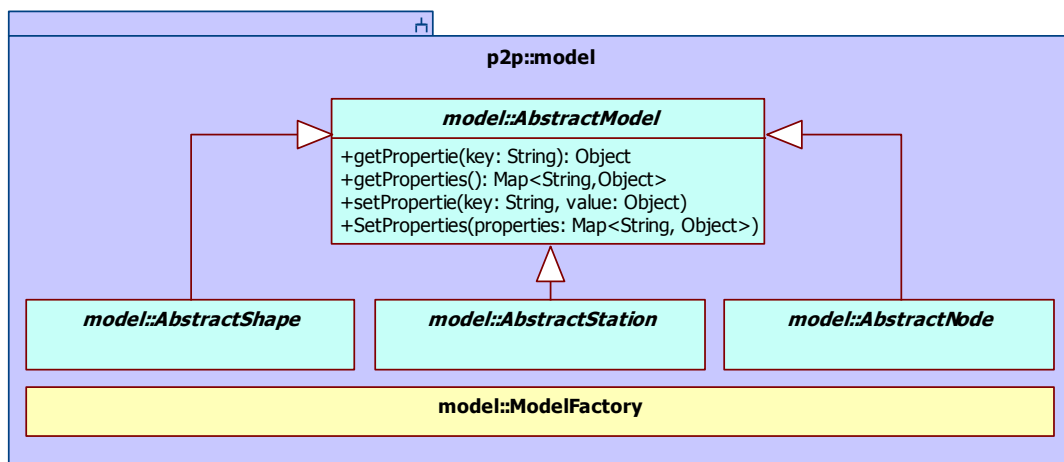 p2p::model
model::AbstractModel
+getPropertie(key: String): Object
+getProperties(): Map<String,Object>
+setPropertie(key: String, value: Object)
+SetProperties(properties: Map<String, Object>)
model::AbstractShape
model::AbstractStation
model::AbstractNode
model::ModelFactory